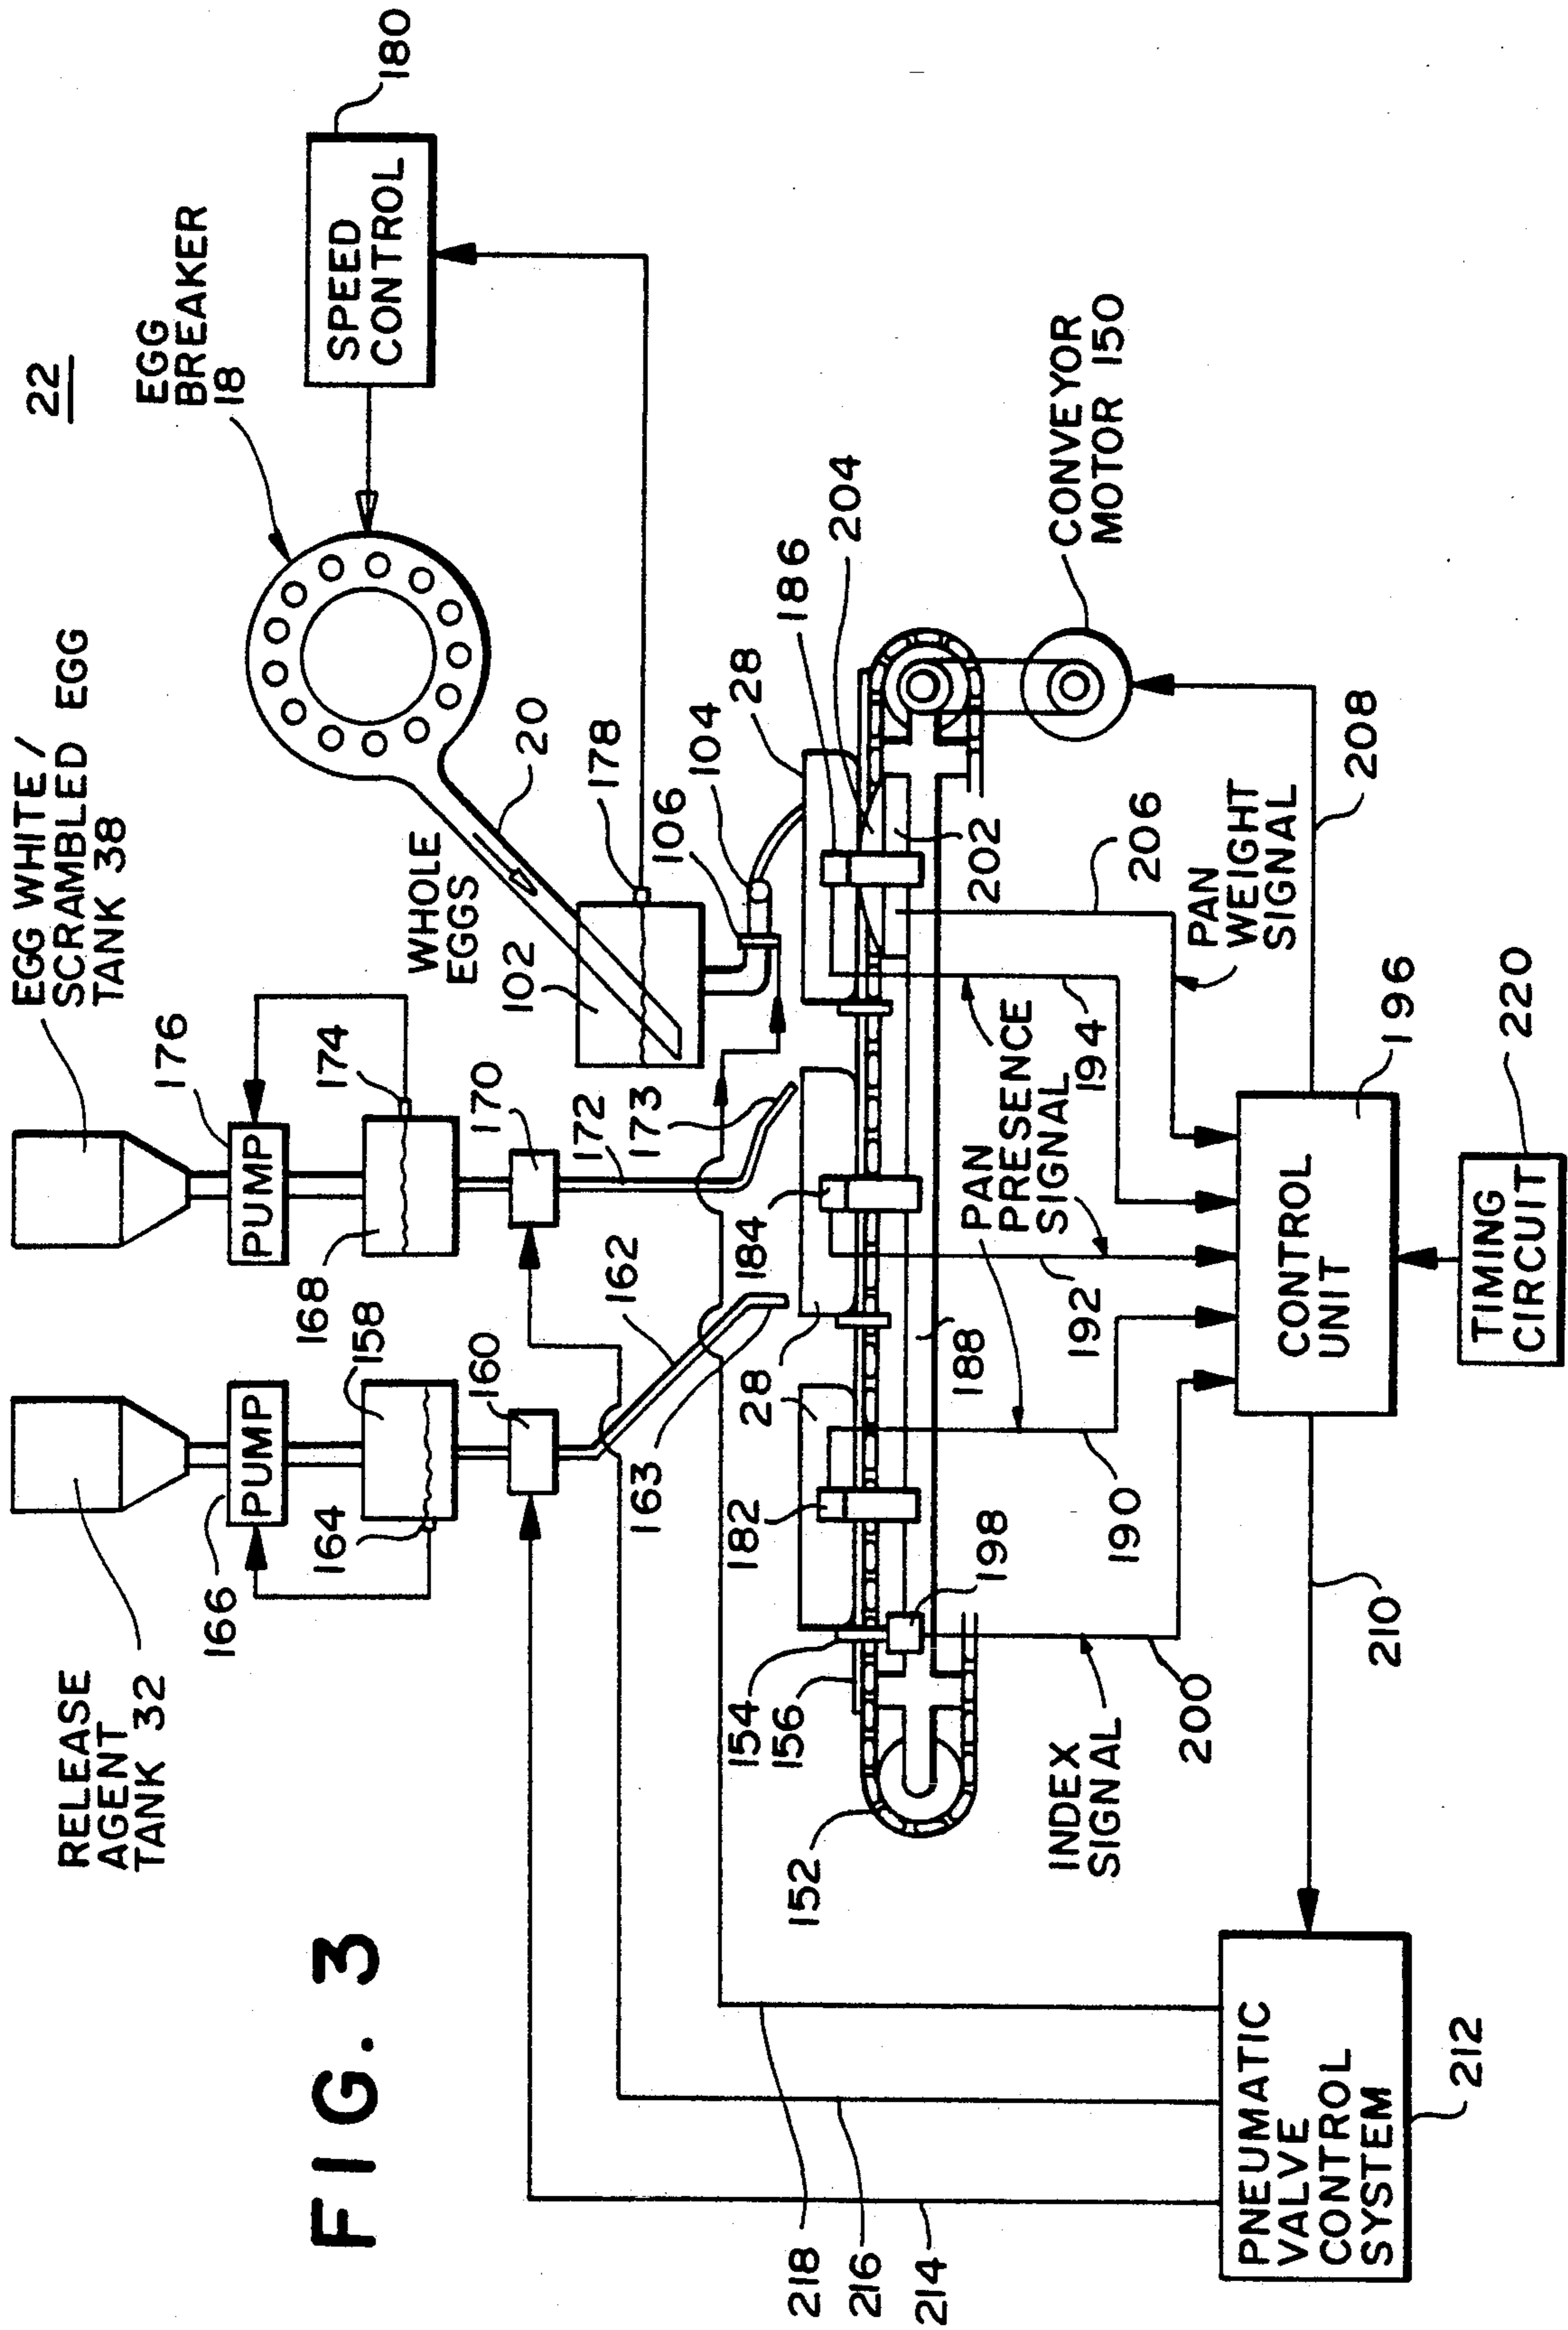 FIG. 3
22
RELEASE
AGENT
TANK 32
EGG WHITE /
SCRAMBLED EGG
TANK 38
EGG
BREAKER
18
180
SPEED
CONTROL
166
PUMP
176
PUMP
164
158
168
174
WHOLE
EGGS
20
160
170
102
178
162
172
173
163
106
104
218
216
214
152
154
156
182
28
184
28
186
204
198
188
202
CONVEYOR
MOTOR 150
INDEX
SIGNAL
200
190
PAN
PRESENCE
SIGNAL
192
194
206
PAN
WEIGHT
SIGNAL
208
210
PNEUMATIC
VALVE
CONTROL
SYSTEM
212
CONTROL
UNIT
196
TIMING
CIRCUIT
220